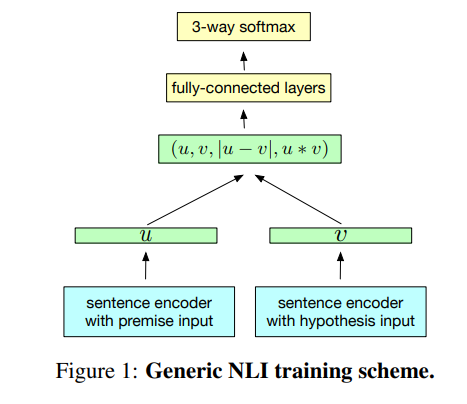 3-way softmax
fully-connected layers
(u, v, |u − v|, u ∗ v)
u
v
sentence encoder
with premise input
sentence encoder
with hypothesis input
Figure 1: Generic NLI training scheme.